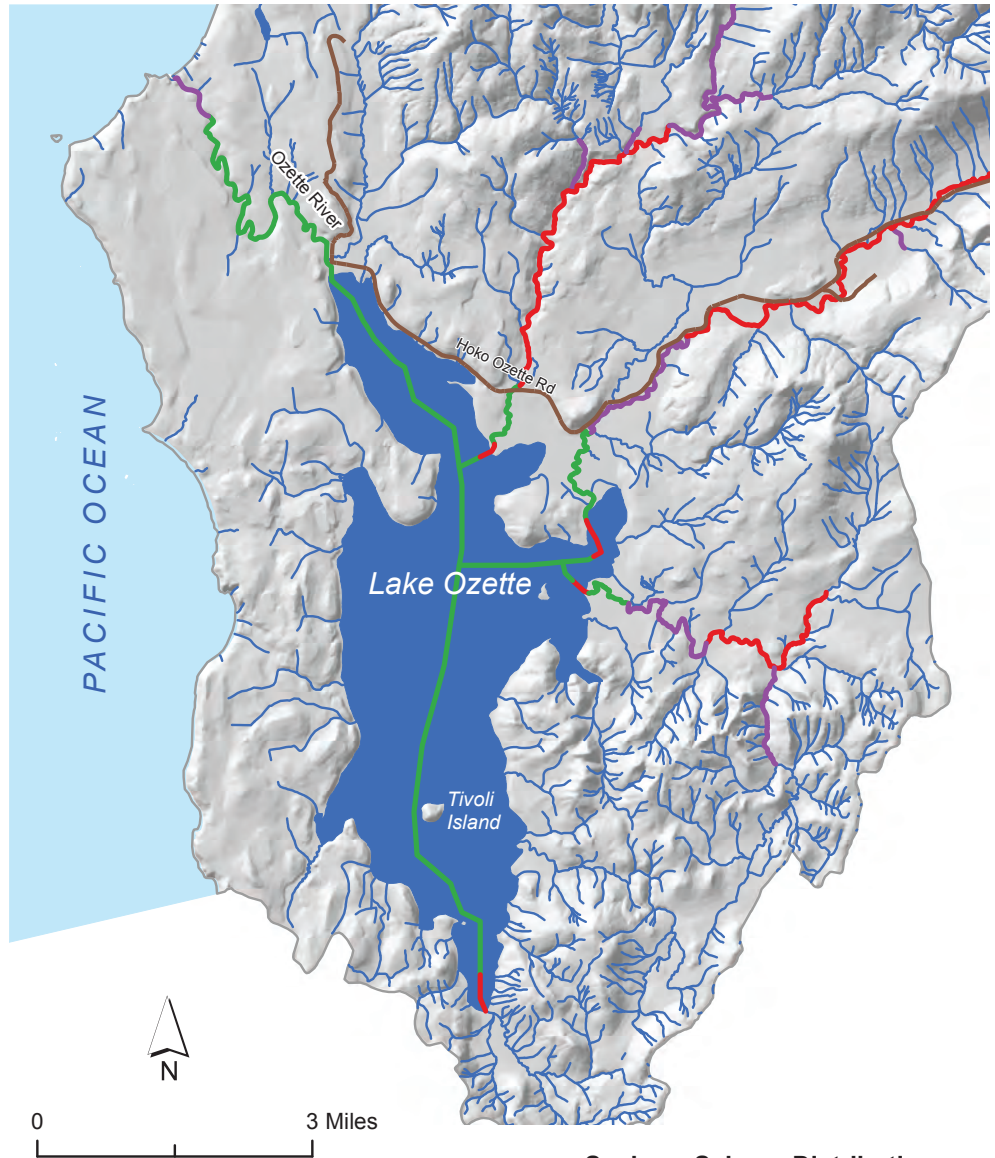 Ozette River
Hoko Ozette Rd
PACIFIC OCEAN
Lake Ozette
Tivoli
Island
N
0
3 Miles